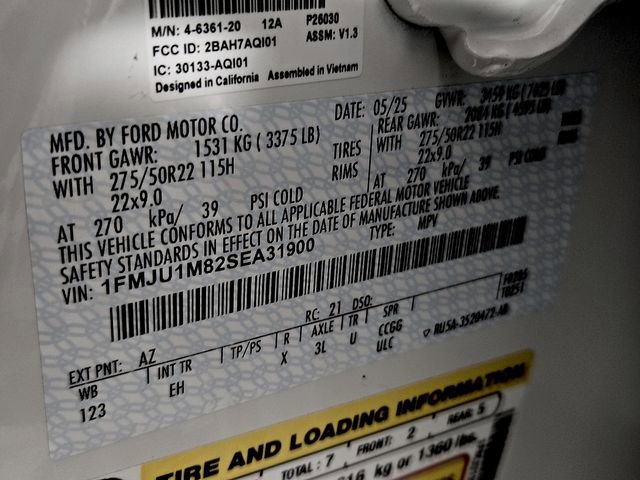 M/N: 4-6361-20 12A P26030
FCC ID: 2BAH7AQI01 ASSM: V1.3
IC: 30133-AQI01
Designed in California Assembled in Vietnam
MFD. BY FORD MOTOR CO.
DATE: 05/25 GVWR:
FRONT GAWR: 1531 KG ( 3375 LB)
REAR GAWR:
WITH 275/50R22 115H TIRES
WITH 275/50R22 115H
22x9.0 RIMS
22x9.0
AT 270 kPa/ 39 PSI COLD
AT 270 kPa/ 39 PSI COLD
THIS VEHICLE CONFORMS TO ALL APPLICABLE FEDERAL MOTOR VEHICLE
SAFETY STANDARDS IN EFFECT ON THE DATE OF MANUFACTURE SHOWN ABOVE.
VIN: 1FMJU1M82SEA31900 TYPE: MPV
EXT PNT: AZ RC: 21 DSO:
WB INT TR TP/PS R AXLE TR SPR
123 EH X 3L U CCGG
ULC
TIRE AND LOADING INFORMATION
TOTAL: 7 FRONT: 2 REAR: 5
kg or 1360 lbs.